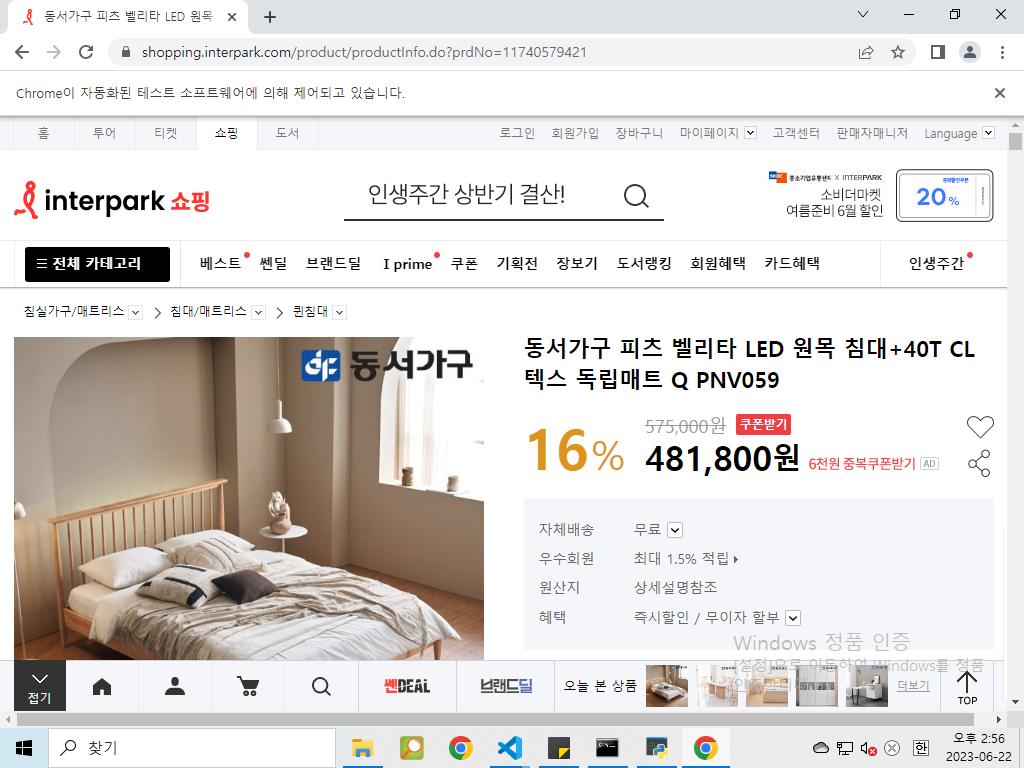 동서가구 피츠 벨리타 LED 원목
shopping.interpark.com/product/productInfo.do?prdNo=11740579421
Chrome이 자동화된 테스트 소프트웨어에 의해 제어되고 있습니다.
홈 투어 티켓 쇼핑 도서 로그인 회원가입 장바구니 마이페이지 고객센터 판매자매니저 Language
interpark 쇼핑
인생주간 상반기 결산!
중소기업유통센터 X INTERPARK
소비더마켓
여름준비 6월 할인
20%
전체 카테고리 베스트 쎈딜 브랜드딜 I prime 쿠폰 기획전 장보기 도서랭킹 회원혜택 카드혜택 인생주간
침실가구/매트리스 침대/매트리스 퀸침대
동서가구
동서가구 피츠 벨리타 LED 원목 침대+40T CL
텍스 독립매트 Q PNV059
16%
575,000원 쿠폰받기
481,800원 6천원 중복쿠폰받기 AD
자체배송 무료
우수회원 최대 1.5% 적립
원산지 상세설명참조
혜택 즉시할인 / 무이자 할부
Windows 정품 인증
[설정]으로 이동하여 Windows를 정품
접기
쎈DEAL
브랜드딜
오늘 본 상품
더보기
TOP
찾기
한
오후 2:56
2023-06-22